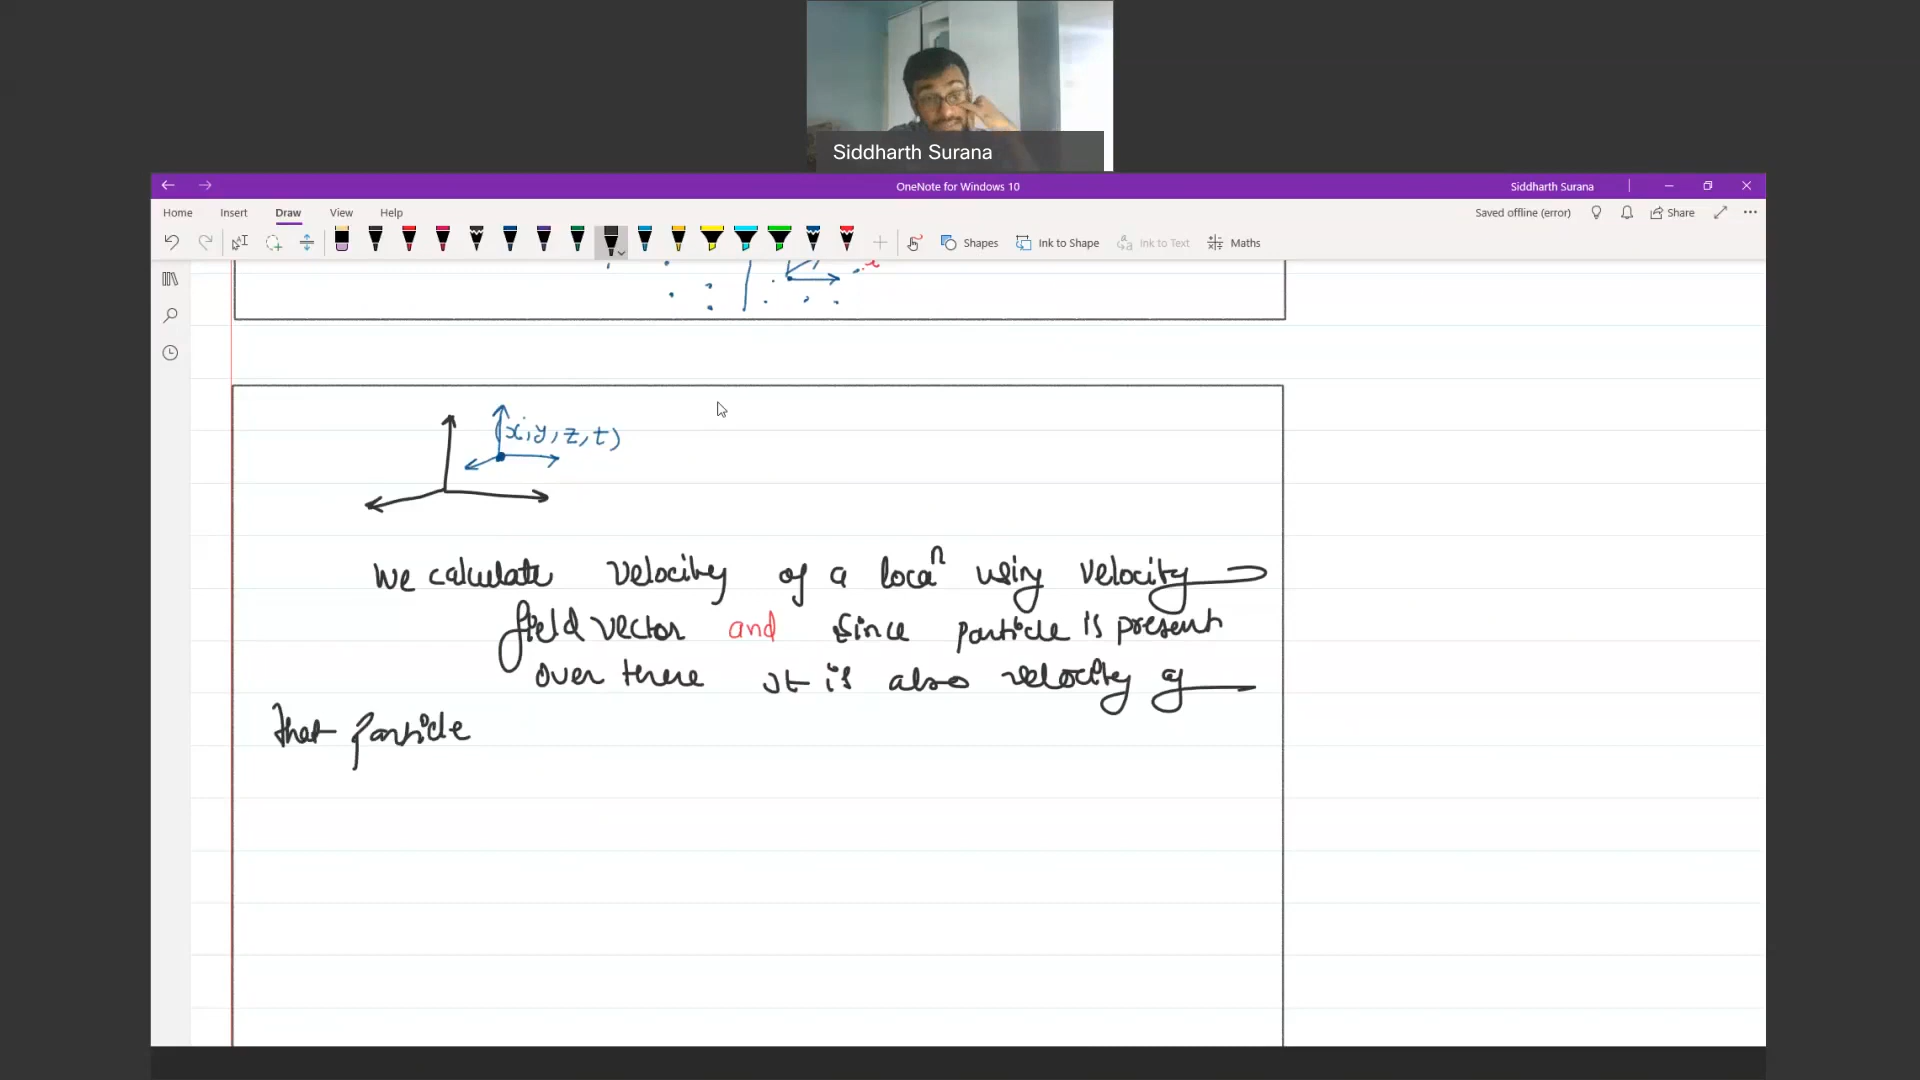 Siddharth Surana
OneNote for Windows 10
Siddharth Surana
Home Insert Draw View Help
Saved offline (error)
Share
Shapes
Ink to Shape
Ink to Text
Maths
x
(x, y, z, t)
We calculate velocity of a locaⁿ using velocity
field vector and since particle is present
over there it is also velocity of
that particle